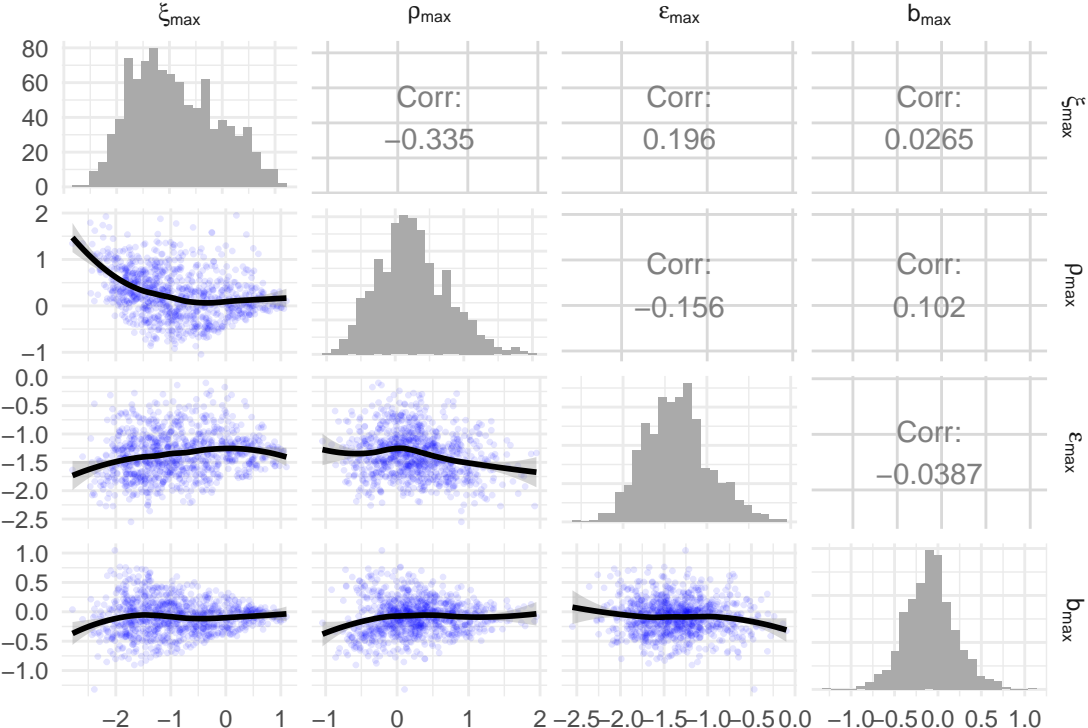 ξmax ρmax εmax bmax
80
60
40
20
0
Corr:
−0.335
Corr:
0.196
Corr:
0.0265
ξmax
2
1
0
−1
Corr:
−0.156
Corr:
0.102
ρmax
0.0
−0.5
−1.0
−1.5
−2.0
−2.5
Corr:
−0.0387
εmax
1.0
0.5
0.0
−0.5
−1.0
bmax
−2 −1 0 1 −1 0 1 2 −2.5 −2.0 −1.5 −1.0 −0.5 0.0 −1.0 −0.5 0.0 0.5 1.0